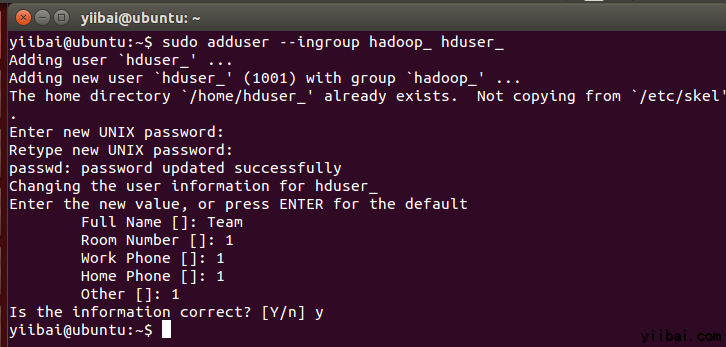 yiibai@ubuntu: ~
yiibai@ubuntu:~$ sudo adduser --ingroup hadoop_ hduser_
Adding user `hduser_' ...
Adding new user `hduser_' (1001) with group `hadoop_' ...
The home directory `/home/hduser_' already exists.  Not copying from `/etc/skel'
.
Enter new UNIX password:
Retype new UNIX password:
passwd: password updated successfully
Changing the user information for hduser_
Enter the new value, or press ENTER for the default
        Full Name []: Team
        Room Number []: 1
        Work Phone []: 1
        Home Phone []: 1
        Other []: 1
Is the information correct? [Y/n] y
yiibai@ubuntu:~$
yiibai.com